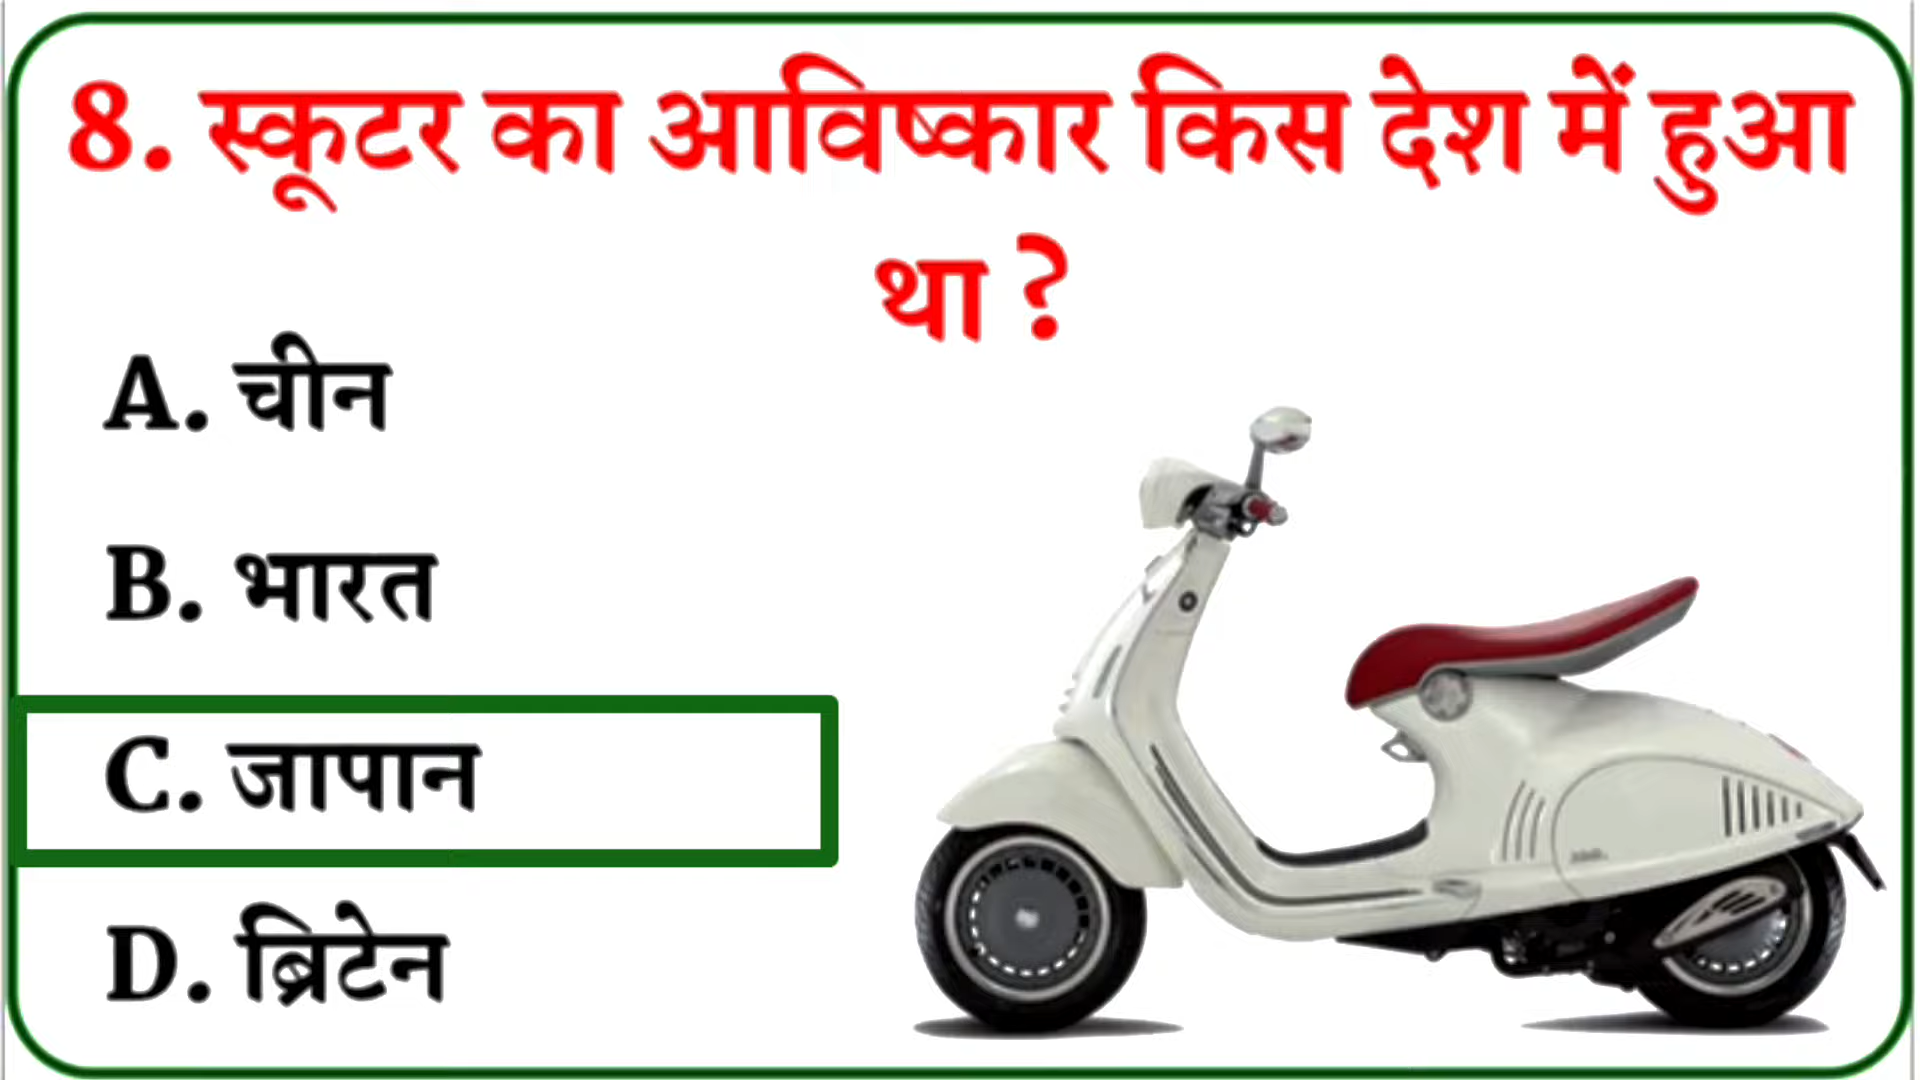 8. स्कूटर का आविष्कार किस देश में हुआ
था ?
A. चीन
B. भारत
C. जापान
D. ब्रिटेन